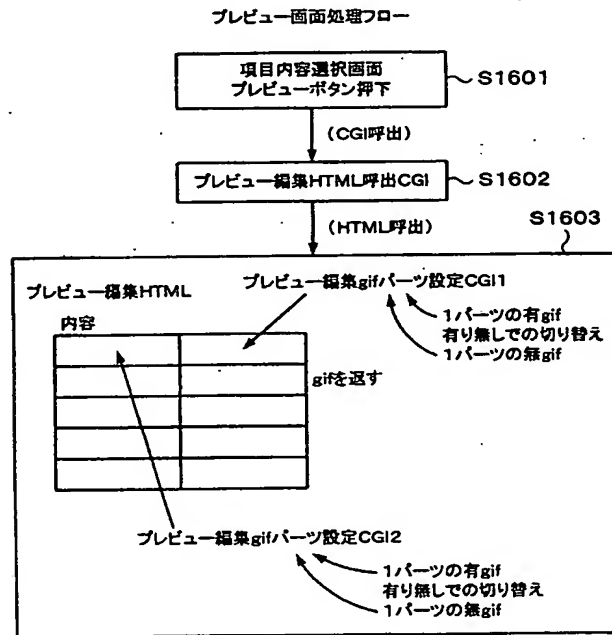 プレビュー画面処理フロー
項目内容選択画面
プレビューボタン押下
S1601
(CGI呼出)
プレビュー編集HTML呼出CGI
S1602
(HTML呼出)
S1603
プレビュー編集HTML
プレビュー編集gifパーツ設定CGI1
1パーツの有gif
有り無しでの切り替え
1パーツの無gif
内容
gifを返す
プレビュー編集gifパーツ設定CGI2
1パーツの有gif
有り無しでの切り替え
1パーツの無gif